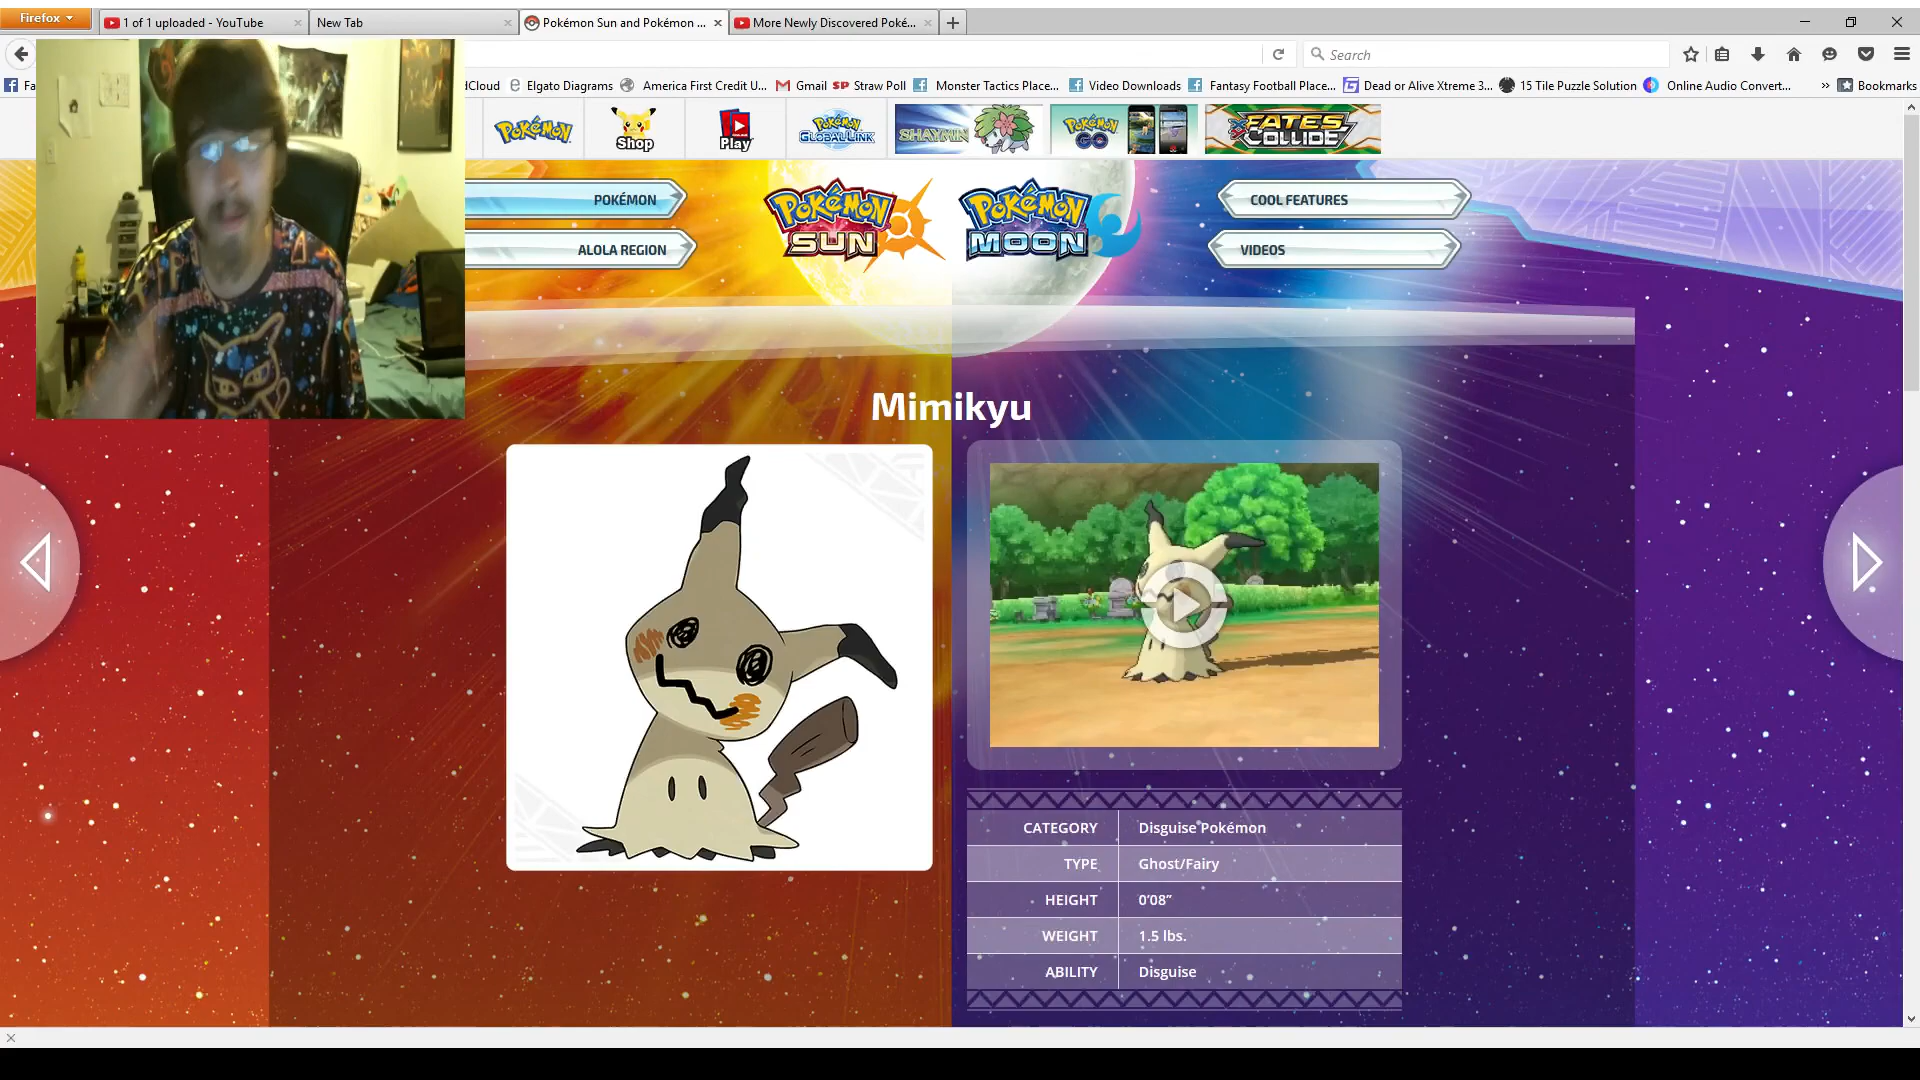 Firefox
1 of 1 uploaded - YouTube
New Tab
Pokémon Sun and Pokémon ...
More Newly Discovered Poké...
Search
Fa
dCloud
Elgato Diagrams
America First Credit U...
Gmail
SP Straw Poll
Monster Tactics Place...
Video Downloads
Fantasy Football Place...
Dead or Alive Xtreme 3...
15 Tile Puzzle Solution
Online Audio Convert...
»
Bookmarks
Pokémon
Shop
Play
Pokémon
GLOBAL LINK
SHAYMIN
POKÉMON
GO
FATES
COLLIDE
POKÉMON
ALOLA REGION
Pokémon
SUN
Pokémon
MOON
COOL FEATURES
VIDEOS
Mimikyu
CATEGORY Disguise Pokémon
TYPE Ghost/Fairy
HEIGHT 0'08"
WEIGHT 1.5 lbs.
ABILITY Disguise